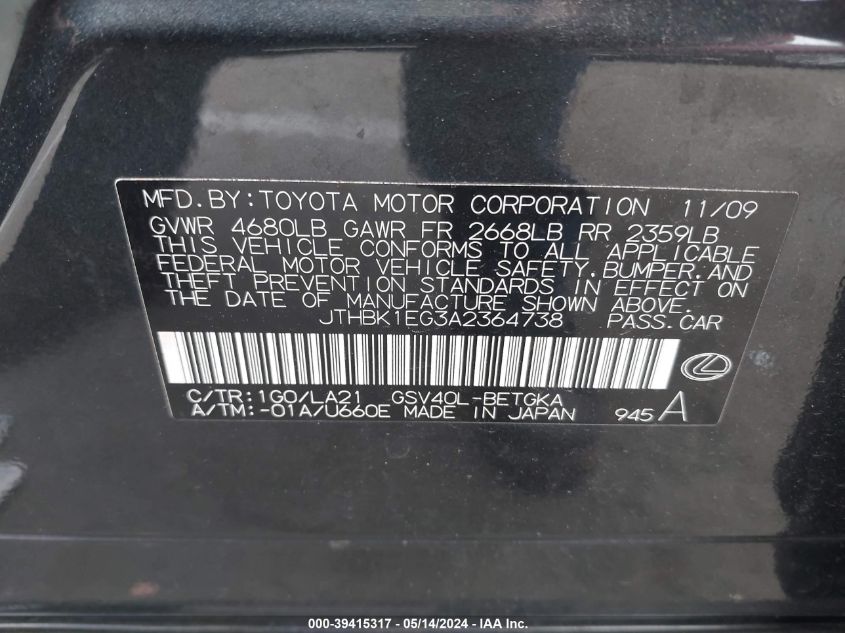 MFD.BY:TOYOTA MOTOR CORPORATION 11/09
GVWR 4680LB GAWR FR 2668LB RR 2359LB
THIS VEHICLE CONFORMS TO ALL APPLICABLE
FEDERAL MOTOR VEHICLE SAFETY,BUMPER,AND
THEFT PREVENTION STANDARDS IN EFFECT ON
THE DATE OF MANUFACTURE SHOWN ABOVE.
JTHBK1EG3A2364738 PASS.CAR
C/TR:1G0/LA21 GSV40L-BETGKA
A/TM:-01A/U660E MADE IN JAPAN 945 A
000-39415317 - 05/14/2024 - IAA Inc.